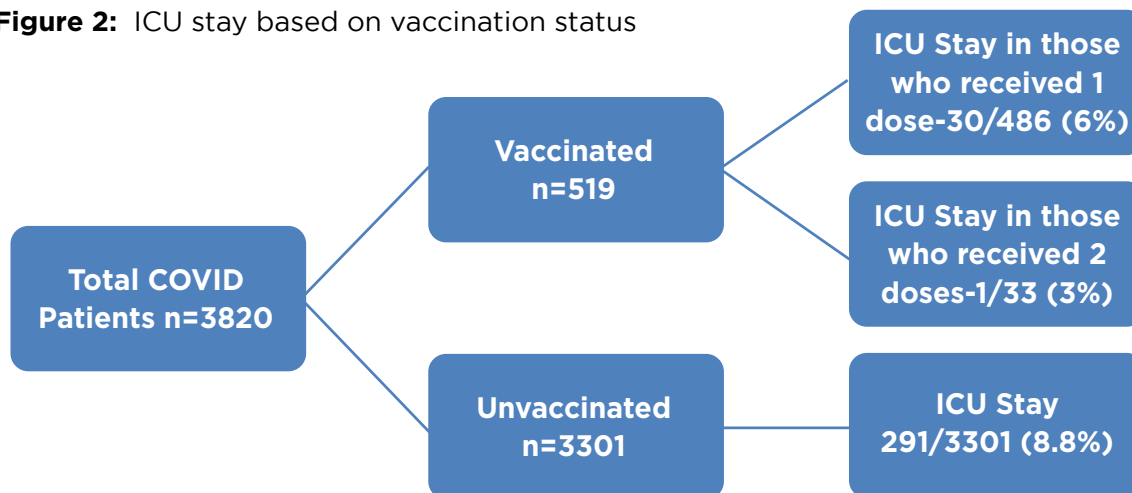 Figure 2: ICU stay based on vaccination status
ICU Stay in those
who received 1
dose-30/486 (6%)
Vaccinated
n=519
ICU Stay in those
who received 2
doses-1/33 (3%)
Total COVID
Patients n=3820
Unvaccinated
n=3301
ICU Stay
291/3301 (8.8%)